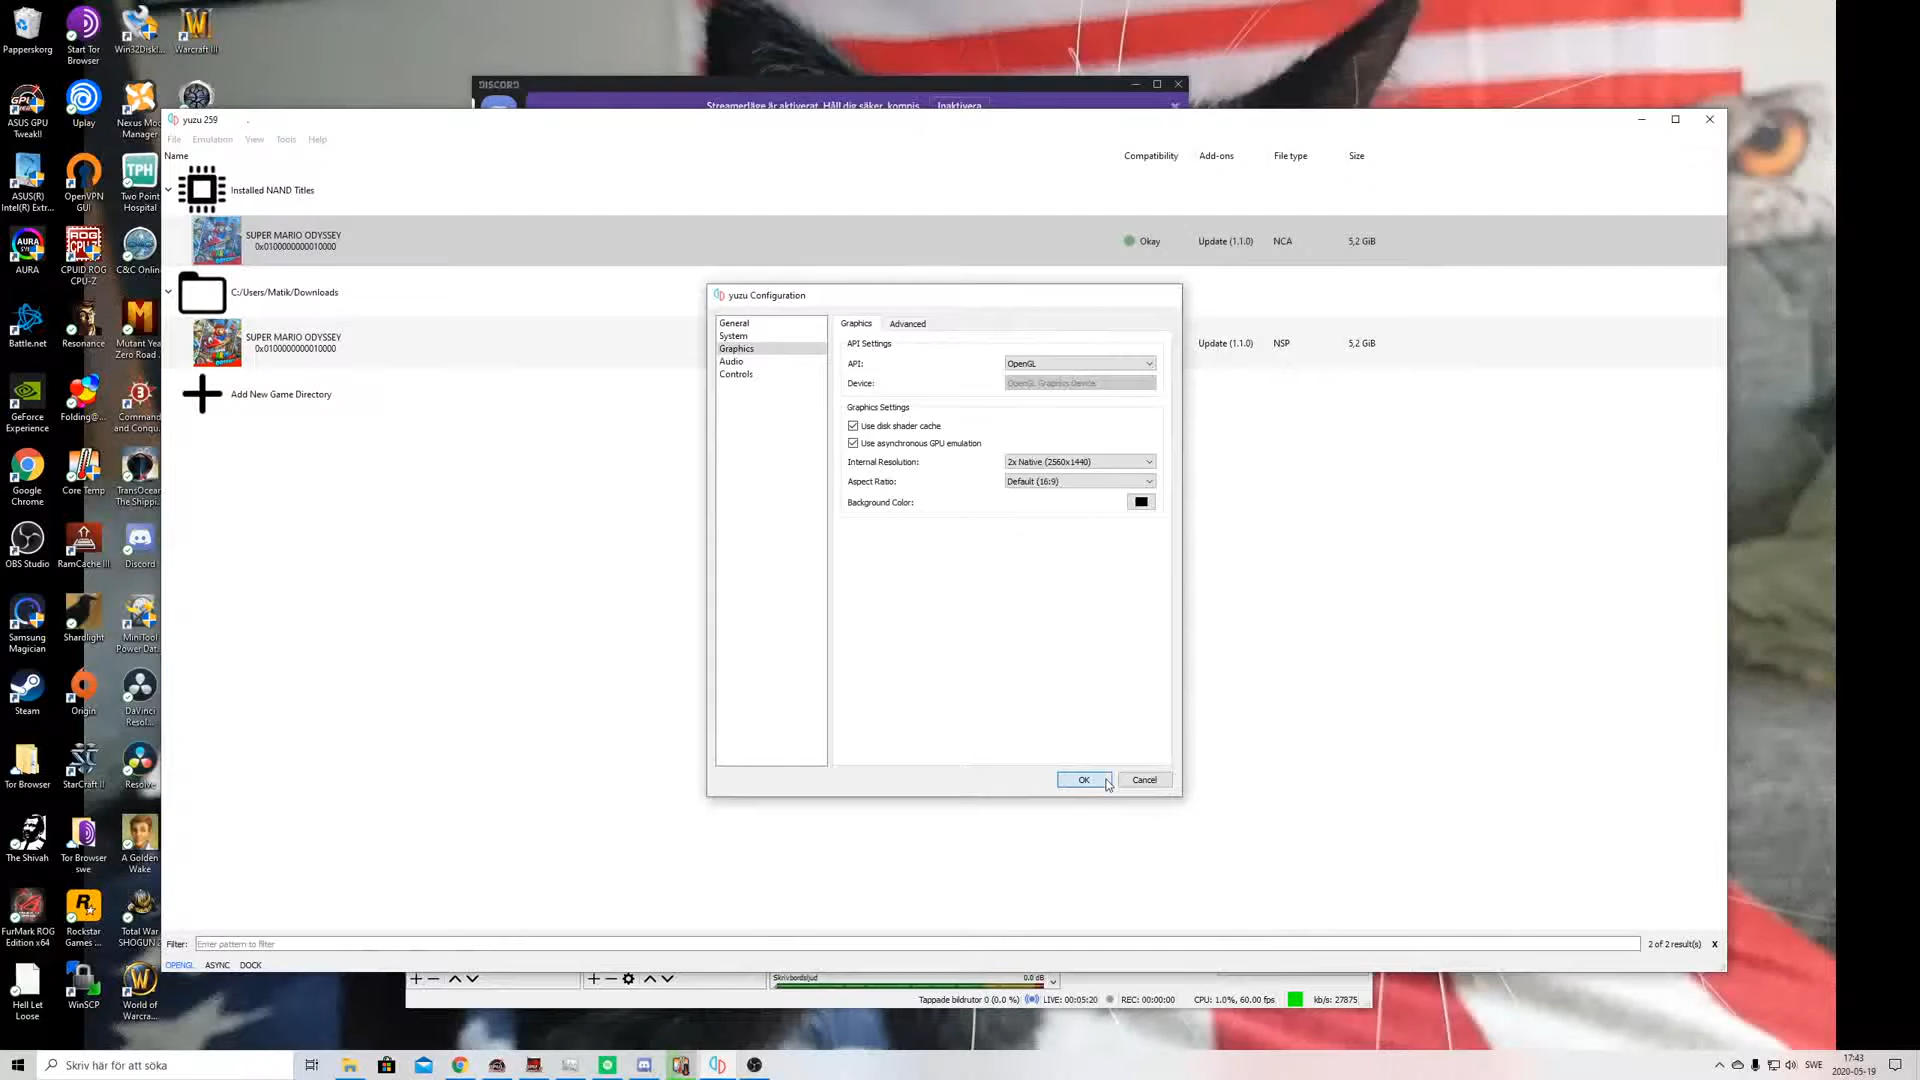 Papperskorg
Start Tor
Browser
Win32Diskl...
Warcraft III
ASUS GPU
TweakII
Uplay
Nexus Mod
Manager
ASUS(R)
Intel(R) Extr...
OpenVPN
GUI
Two Point
Hospital
AURA
CPUID ROG
CPU-Z
C&C Onlin
Battle.net
Resonance
Mutant Yea
Zero Road .
GeForce
Experience
Folding@...
Command
and Conqu.
Google
Chrome
Core Temp
TransOcean
The Shippi.
OBS Studio
RamCache III
Discord
Samsung
Magician
Shardlight
MiniTool
Power Dat..
Steam
Origin
DaVinci
Resol...
Tor Browser
StarCraft II
Resolve
The Shivah
Tor Browser
swe
A Golden
Wake
FurMark ROG
Edition x64
Rockstar
Games ...
Total War
SHOGUN 2
Hell Let
Loose
WinSCP
World of
Warcra...
DISCORD
Streamerläge är aktiverat. Håll dig säker, kompis.
Inaktivera
yuzu 259
File Emulation View Tools Help
Name Compatibility Add-ons File type Size
Installed NAND Titles
SUPER MARIO ODYSSEY
0x0100000000010000
Okay Update (1.1.0) NCA 5,2 GiB
C:/Users/Matik/Downloads
SUPER MARIO ODYSSEY
0x0100000000010000
Update (1.1.0) NSP 5,2 GiB
Add New Game Directory
yuzu Configuration
General
System
Graphics
Audio
Controls
Graphics Advanced
API Settings
API: OpenGL
Device: OpenGL Graphics Device
Graphics Settings
Use disk shader cache
Use asynchronous GPU emulation
Internal Resolution: 2x Native (2560x1440)
Aspect Ratio: Default (16:9)
Background Color:
OK Cancel
Filter: Enter pattern to filter 2 of 2 result(s) X
OPENGL ASYNC DOCK
Skrivbordsljud 0.0 dB
Tappade bildrutor 0 (0.0 %) LIVE: 00:05:20 REC: 00:00:00 CPU: 1.0%, 60.00 fps kb/s: 27875
Skriv här för att söka
SWE
17:43
2020-05-19